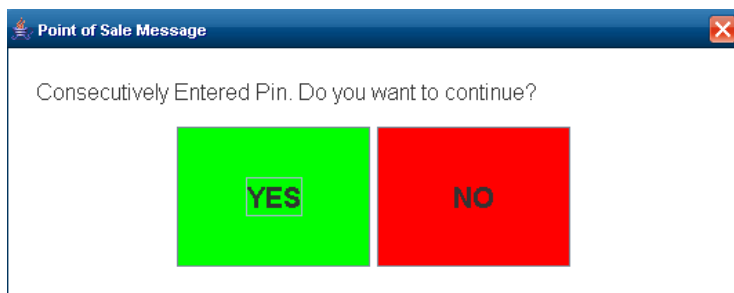 Point of Sale Message
Consecutively Entered Pin. Do you want to continue?
YES NO